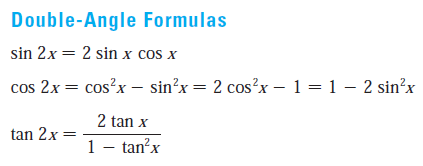 Double-Angle Formulas
sin 2x = 2 sin x cos x
cos 2x = cos²x − sin²x = 2 cos²x − 1 = 1 − 2 sin²x
tan 2x = 2 tan x / 1 − tan²x